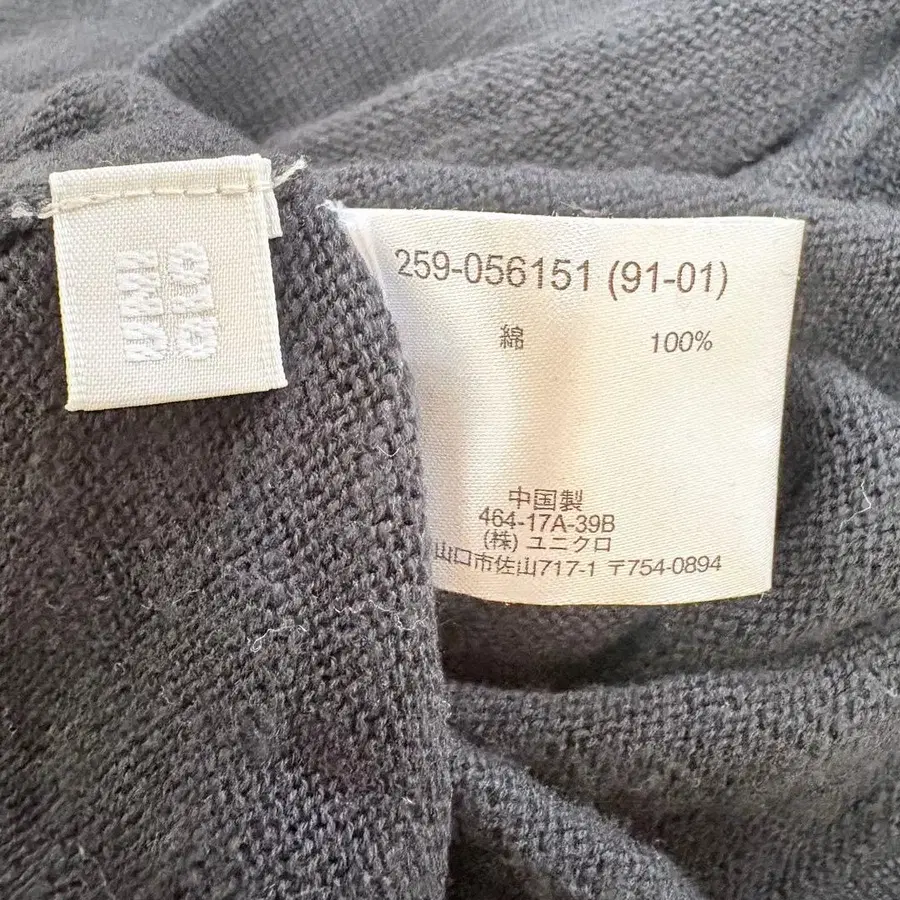 259-056151 (91-01)
綿 100%
中国製
464-17A-39B
(株) ユニクロ
山口市佐山717-1 〒754-0894